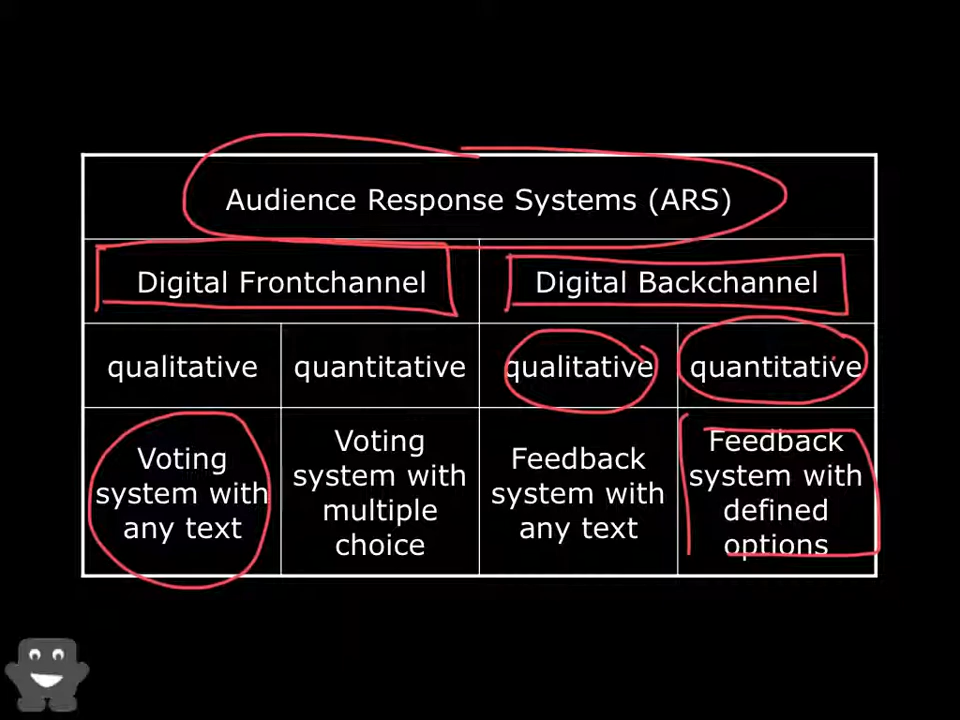 Audience Response Systems (ARS)
Digital Frontchannel
Digital Backchannel
qualitative
quantitative
qualitative
quantitative
Voting
system with
any text
Voting
system with
multiple
choice
Feedback
system with
any text
Feedback
system with
defined
options